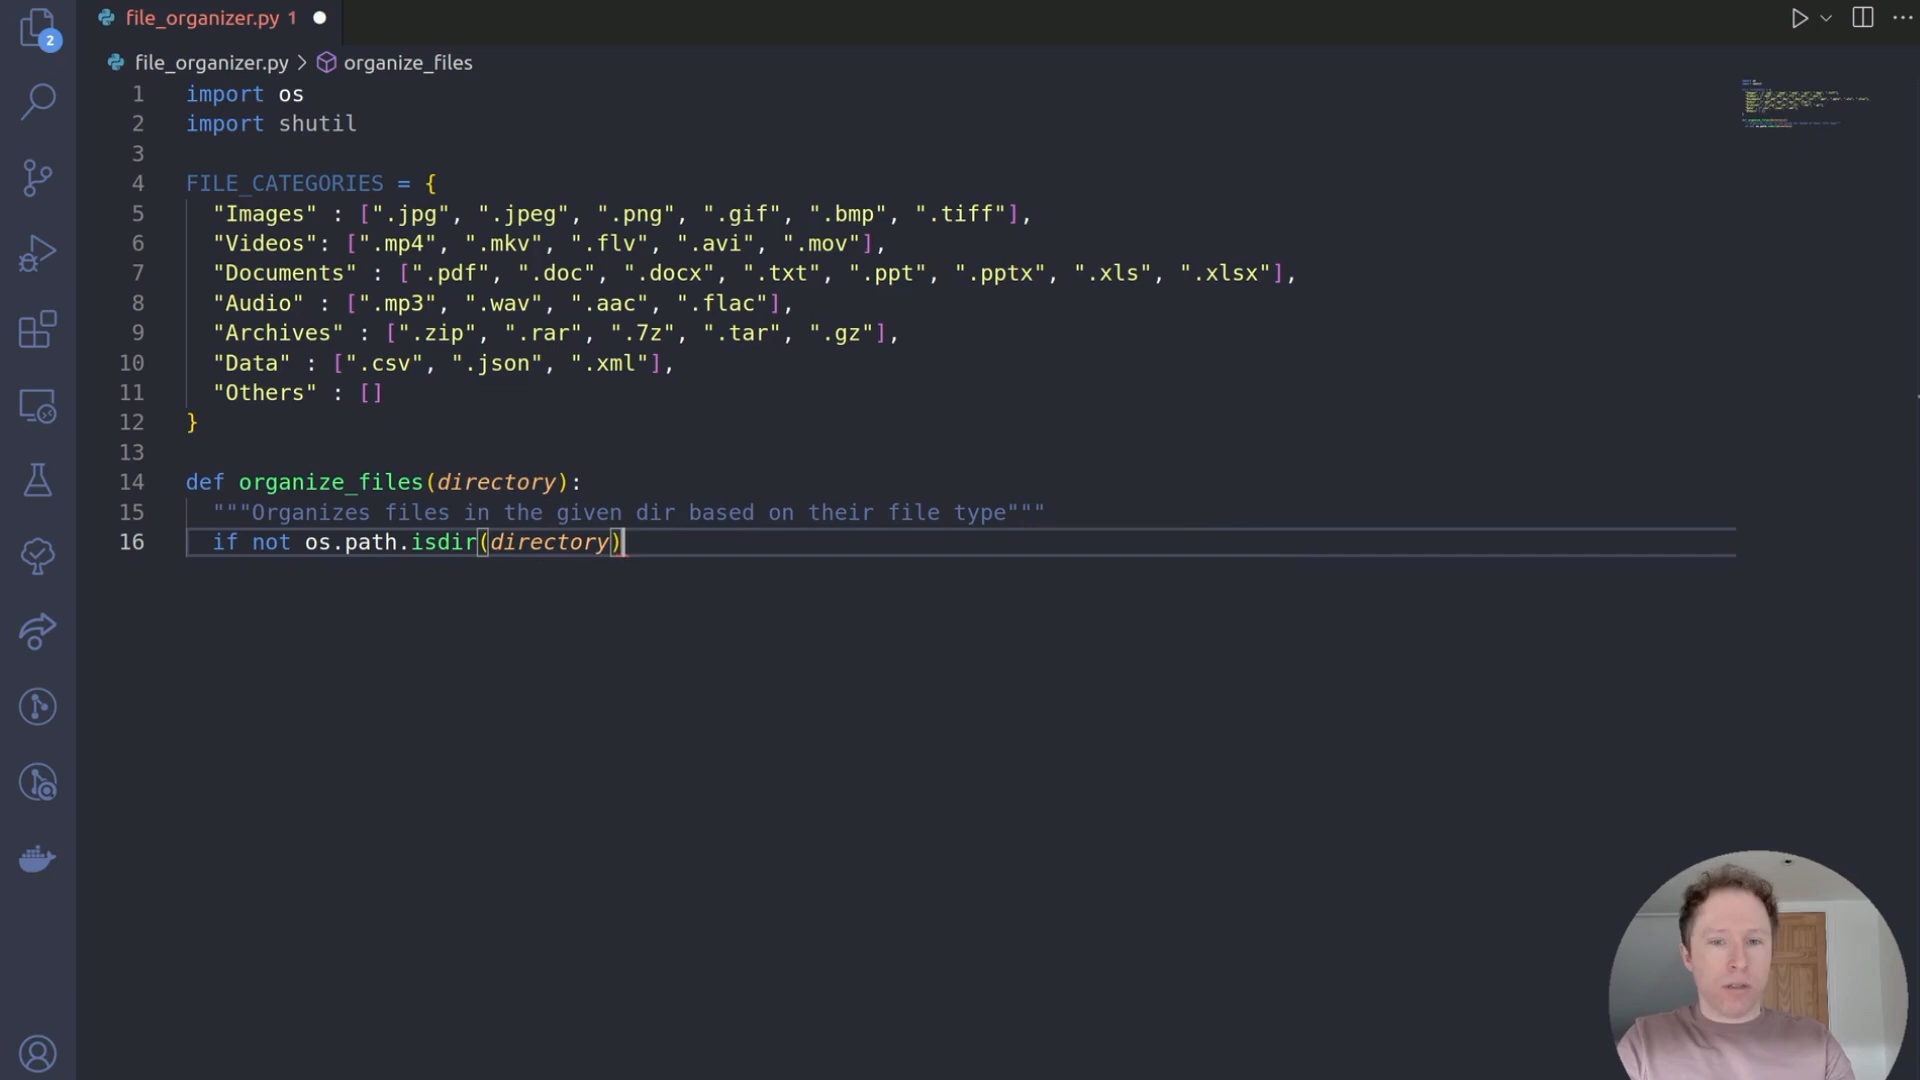 file_organizer.py 1
2
file_organizer.py > organize_files
1 import os
2 import shutil
3
4 FILE_CATEGORIES = {
5 "Images" : [".jpg", ".jpeg", ".png", ".gif", ".bmp", ".tiff"],
6 "Videos": [".mp4", ".mkv", ".flv", ".avi", ".mov"],
7 "Documents" : [".pdf", ".doc", ".docx", ".txt", ".ppt", ".pptx", ".xls", ".xlsx"],
8 "Audio" : [".mp3", ".wav", ".aac", ".flac"],
9 "Archives" : [".zip", ".rar", ".7z", ".tar", ".gz"],
10 "Data" : [".csv", ".json", ".xml"],
11 "Others" : []
12 }
13
14 def organize_files(directory):
15 """Organizes files in the given dir based on their file type"""
16 if not os.path.isdir(directory)